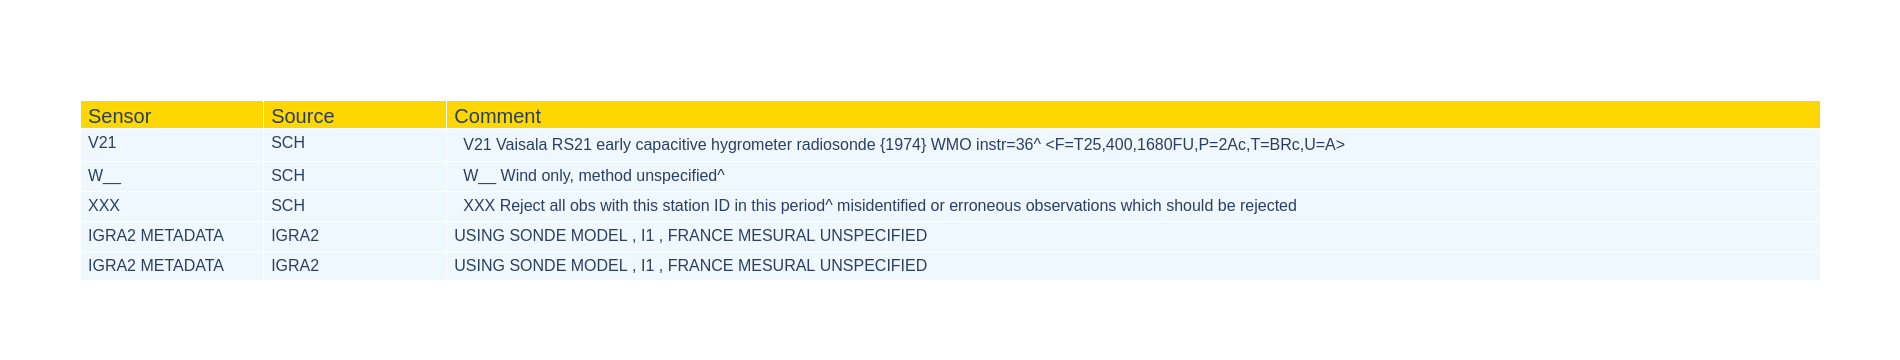 Sensor Source Comment
V21 SCH V21 Vaisala RS21 early capacitive hygrometer radiosonde {1974} WMO instr=36^ <F=T25,400,1680FU,P=2Ac,T=BRc,U=A>
W__ SCH W__ Wind only, method unspecified^
XXX SCH XXX Reject all obs with this station ID in this period^ misidentified or erroneous observations which should be rejected
IGRA2 METADATA IGRA2 USING SONDE MODEL , I1 , FRANCE MESURAL UNSPECIFIED
IGRA2 METADATA IGRA2 USING SONDE MODEL , I1 , FRANCE MESURAL UNSPECIFIED